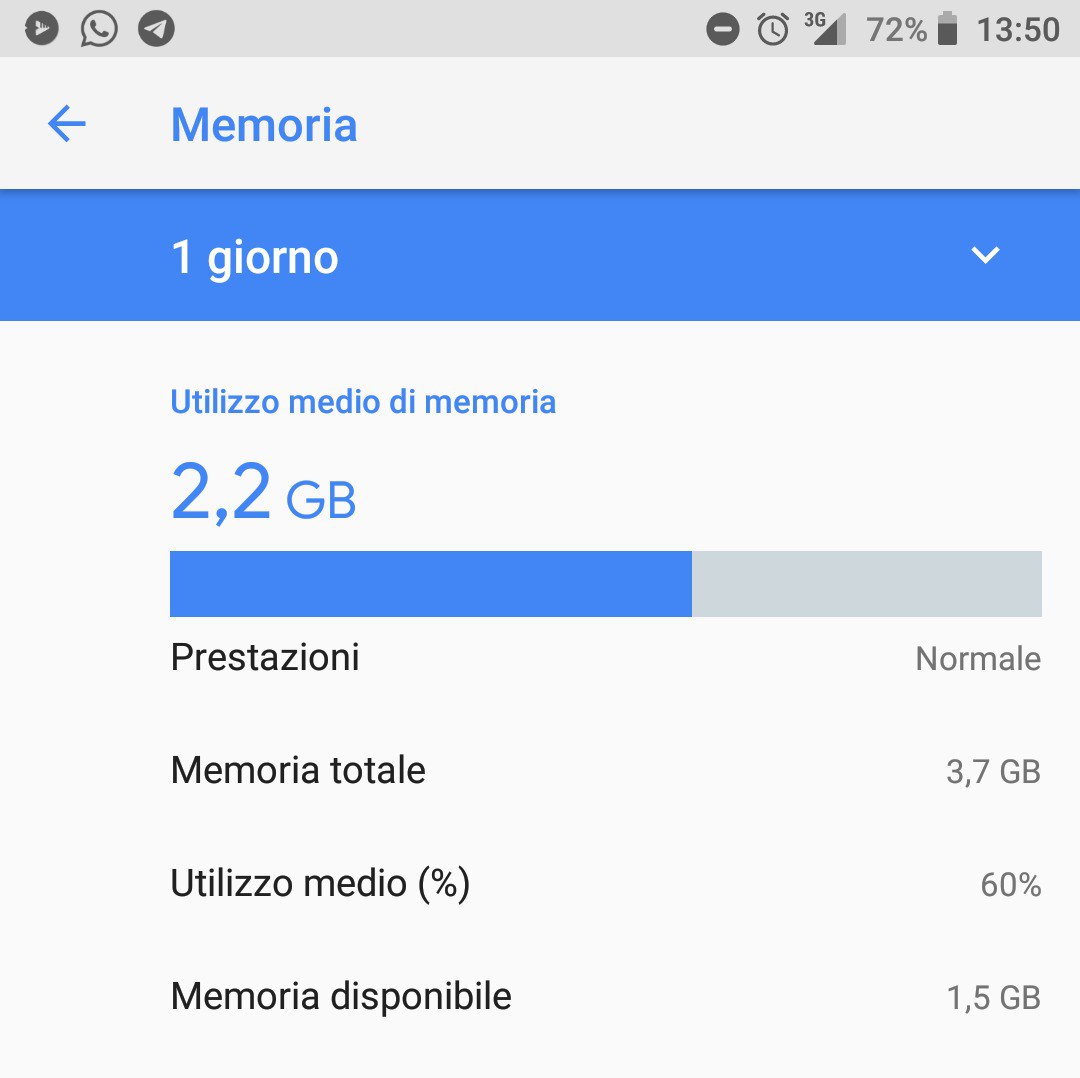 3G 72% 13:50
Memoria
1 giorno
Utilizzo medio di memoria
2,2 GB
Prestazioni Normale
Memoria totale 3,7 GB
Utilizzo medio (%) 60%
Memoria disponibile 1,5 GB